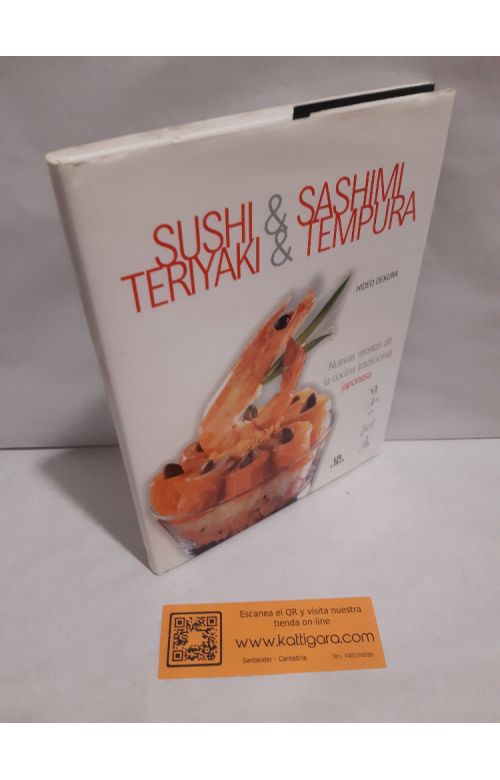 SUSHI & SASHIMI
TERIYAKI & TEMPURA
HIDEO DEKURA
Nuevas recetas de
la cocina tradicional
japonesa
Escanea el QR y visita nuestra
tienda on-line
www.kattigara.com
Santander - Cantabria